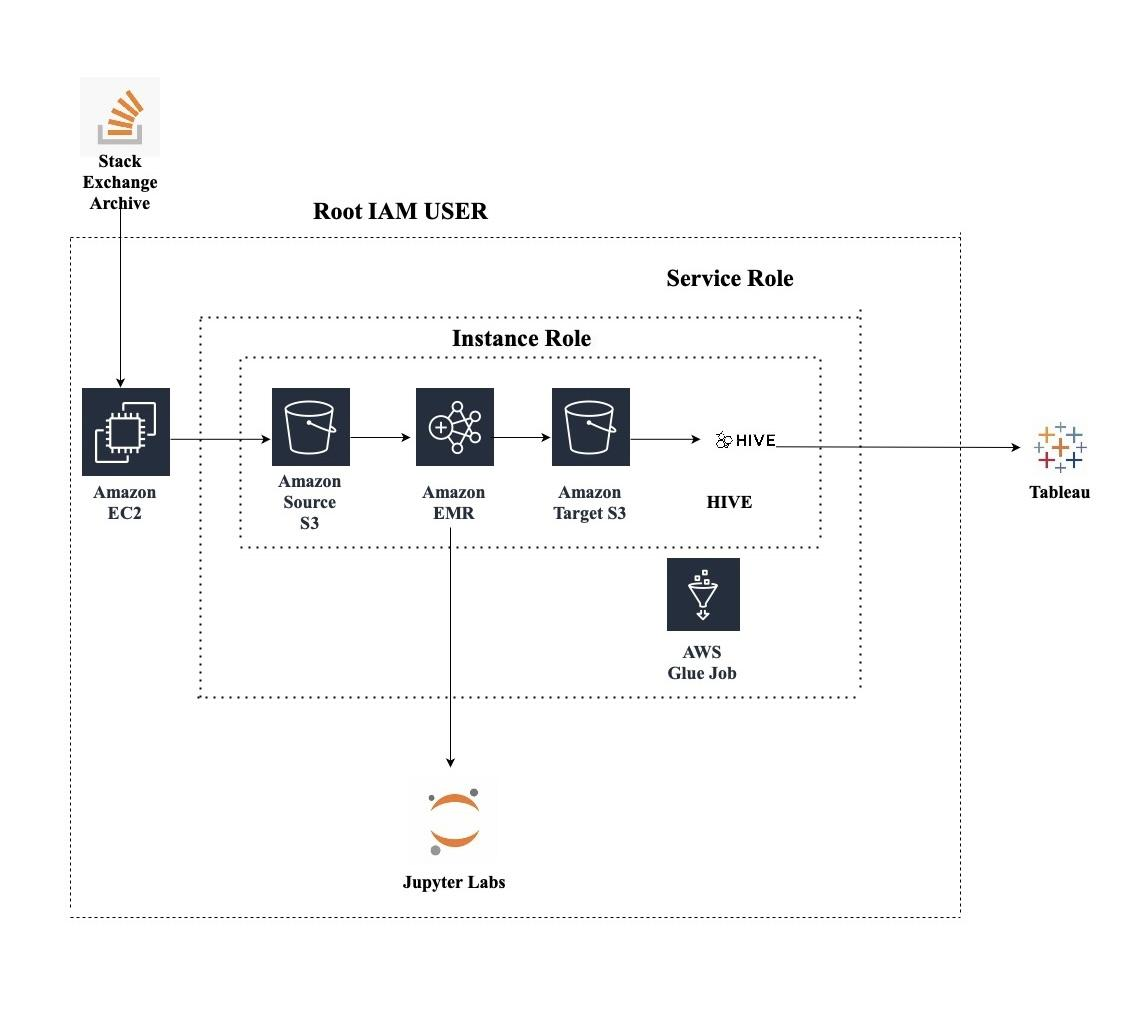 Stack
Exchange
Archive
Root IAM USER
Service Role
Instance Role
Amazon
EC2
Amazon
Source
S3
Amazon
EMR
Amazon
Target S3
HIVE
HIVE
Tableau
AWS
Glue Job
Jupyter Labs